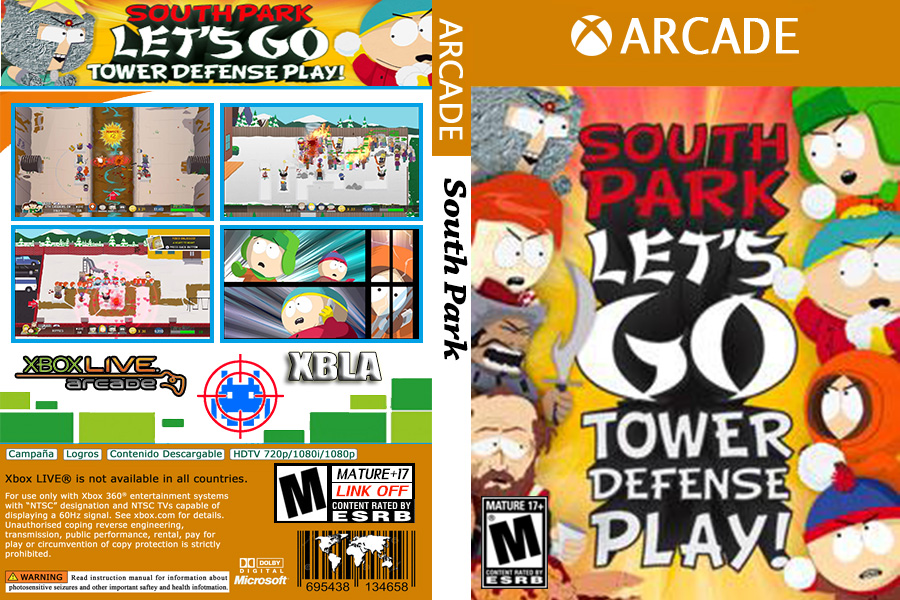 SOUTH PARK
LET'S GO
TOWER DEFENSE PLAY!
XBOX LIVE
arcade
XBLA
Campaña
Logros
Contenido Descargable
HDTV 720p/1080i/1080p
Xbox LIVE® is not available in all countries.
For use only with Xbox 360® entertainment systems
with "NTSC" designation and NTSC TVs capable of
displaying a 60Hz signal. See xbox.com for details.
Unauthorised coping reverse engineering,
transmission, public performance, rental, pay for
play or circumvention of copy protection is strictly
prohibited.
WARNING Read instruction manual for information about
photosensitive seizures and other important saftey and health infotmation.
DOLBY
DIGITAL
Microsoft
M
MATURE+17
LINK OFF
CONTENT RATED BY
ESRB
695438 134658
ARCADE
South Park
ARCADE
SOUTH
PARK
LET'S
GO
TOWER
DEFENSE
PLAY!
MATURE 17+
M
CONTENT RATED BY
ESRB